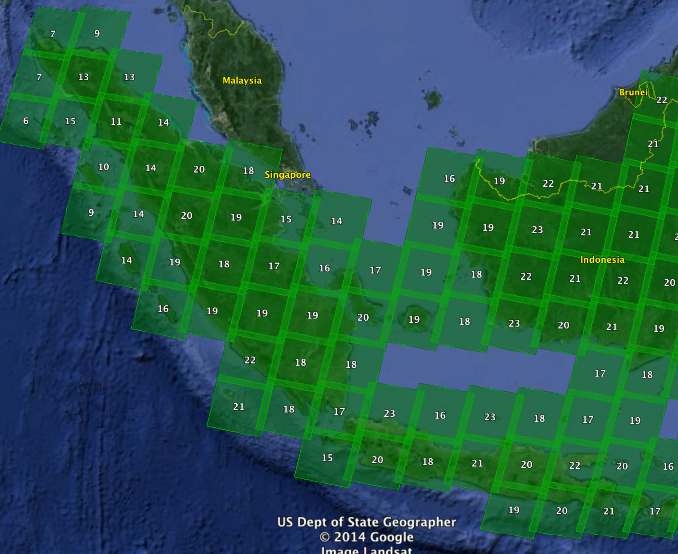 7 9
Malaysia
7 13 13
Brunei
22
6 15 11 14
21
10 14 20 18
Singapore
16 19 22 21 21
9 14 20 19 15 14
19 19 23 21 21
14 19 18 17 16 17 19 18 22 21 22 20
Indonesia
16 19 19 19 20 19 18 23 20 21 19
22 18 18
17 18
21 18 17 23 16 23 18 17 19
15 20 18 21 20 22 20 16
19 20 21 17
US Dept of State Geographer
© 2014 Google
Image Landsat